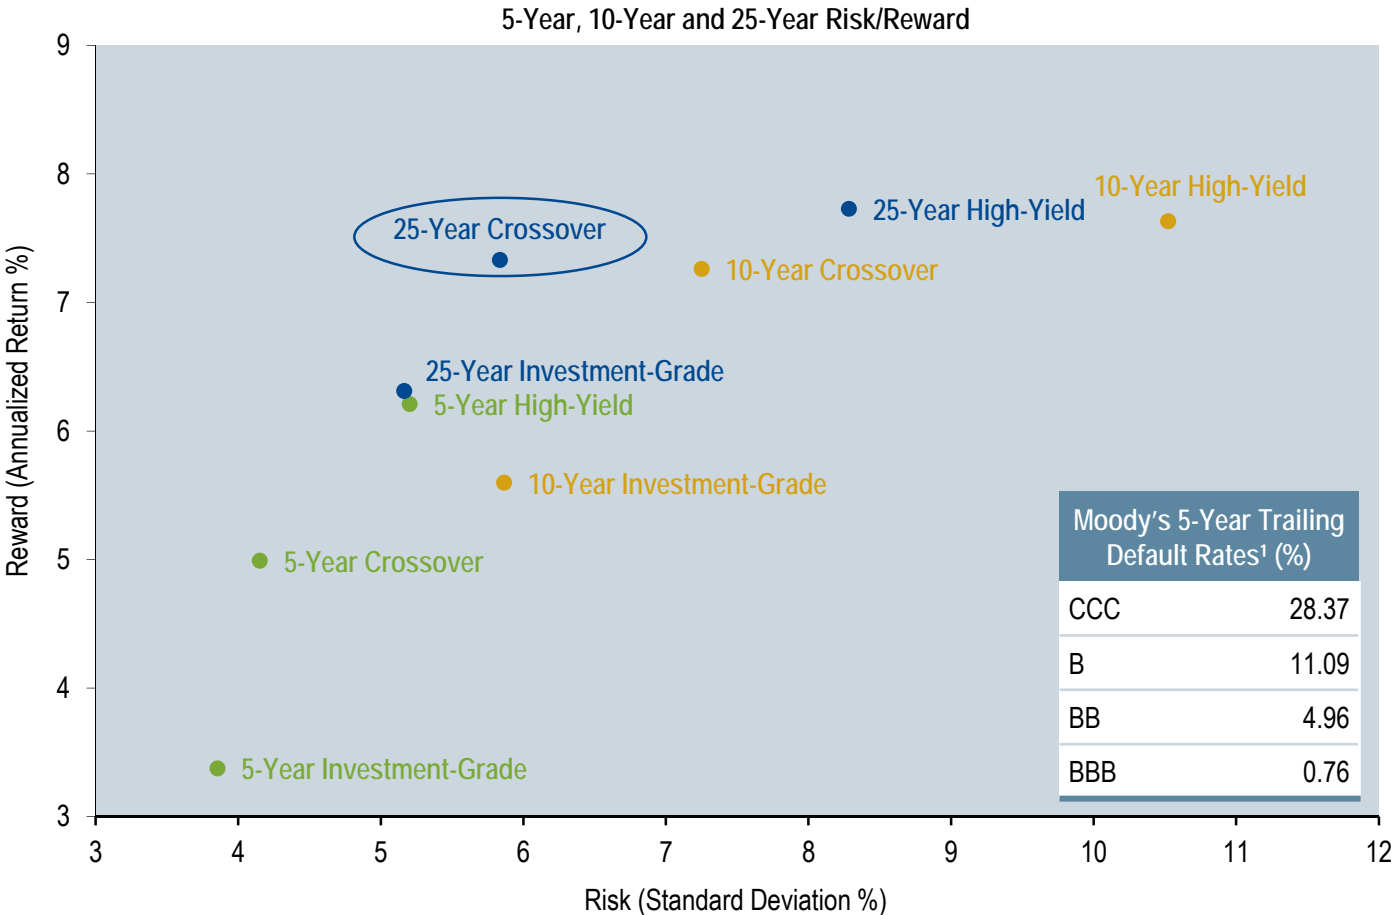 5-Year, 10-Year and 25-Year Risk/Reward
Reward (Annualized Return %)
9
8
7
6
5
4
3
10-Year High-Yield
25-Year High-Yield
25-Year Crossover
10-Year Crossover
25-Year Investment-Grade
5-Year High-Yield
10-Year Investment-Grade
5-Year Crossover
5-Year Investment-Grade
Moody's 5-Year Trailing
Default Rates¹ (%)
CCC 28.37
B 11.09
BB 4.96
BBB 0.76
3 4 5 6 7 8 9 10 11 12
Risk (Standard Deviation %)